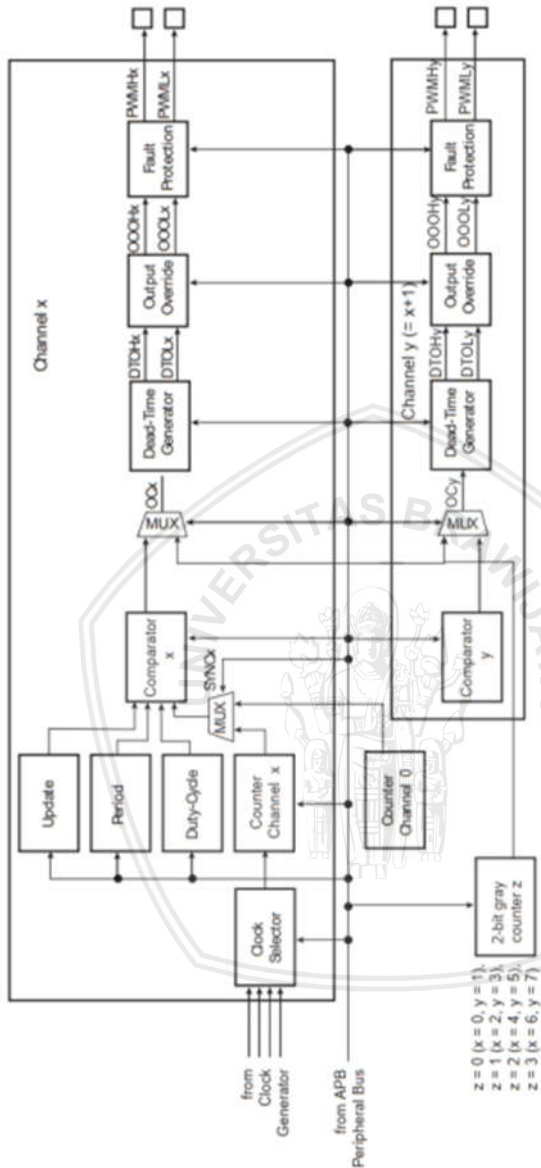 Channel x
Update
Period
Duty-Cycle
Clock
Selector
Counter
Channel x
MUX
SYNCx
Comparator
x
MUX
OCx
Dead-Time
Generator
DTOHx
DTOLx
Output
Override
OOOHx
OOOLx
Fault
Protection
PWMHx
PWMLx
from
Clock
Generator
from APB
Peripheral Bus
Counter
Channel 0
Channel y (= x+1)
Comparator
y
MUX
OCy
Dead-Time
Generator
DTOHy
DTOLy
Output
Override
OOOHy
OOOLy
Fault
Protection
PWMHy
PWMLy
2-bit gray
counter z
z = 0 (x = 0, y = 1),
z = 1 (x = 2, y = 3),
z = 2 (x = 4, y = 5),
z = 3 (x = 6, y = 7)